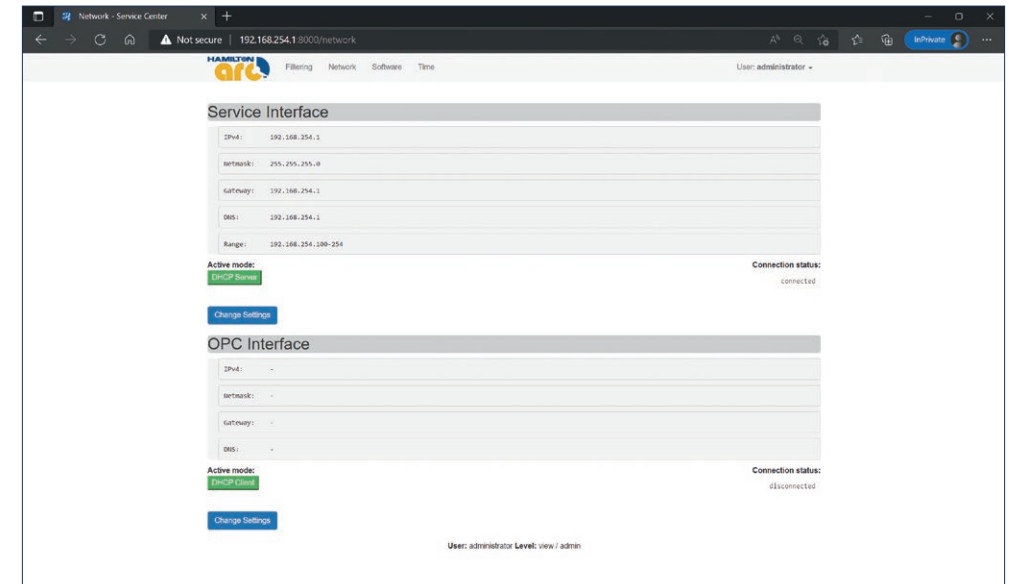 Network - Service Center
Not secure | 192.168.254.1:8000/network
InPrivate
HAMILTON
arc
Filtering Network Software Time User: administrator
Service Interface
IPv4: 192.168.254.1
Netmask: 255.255.255.0
Gateway: 192.168.254.1
DNS: 192.168.254.1
Range: 192.168.254.100-254
Active mode: Connection status:
DHCP Server connected
Change Settings
OPC Interface
IPv4: -
Netmask: -
Gateway: -
DNS: -
Active mode: Connection status:
DHCP Client disconnected
Change Settings
User: administrator Level: view / admin